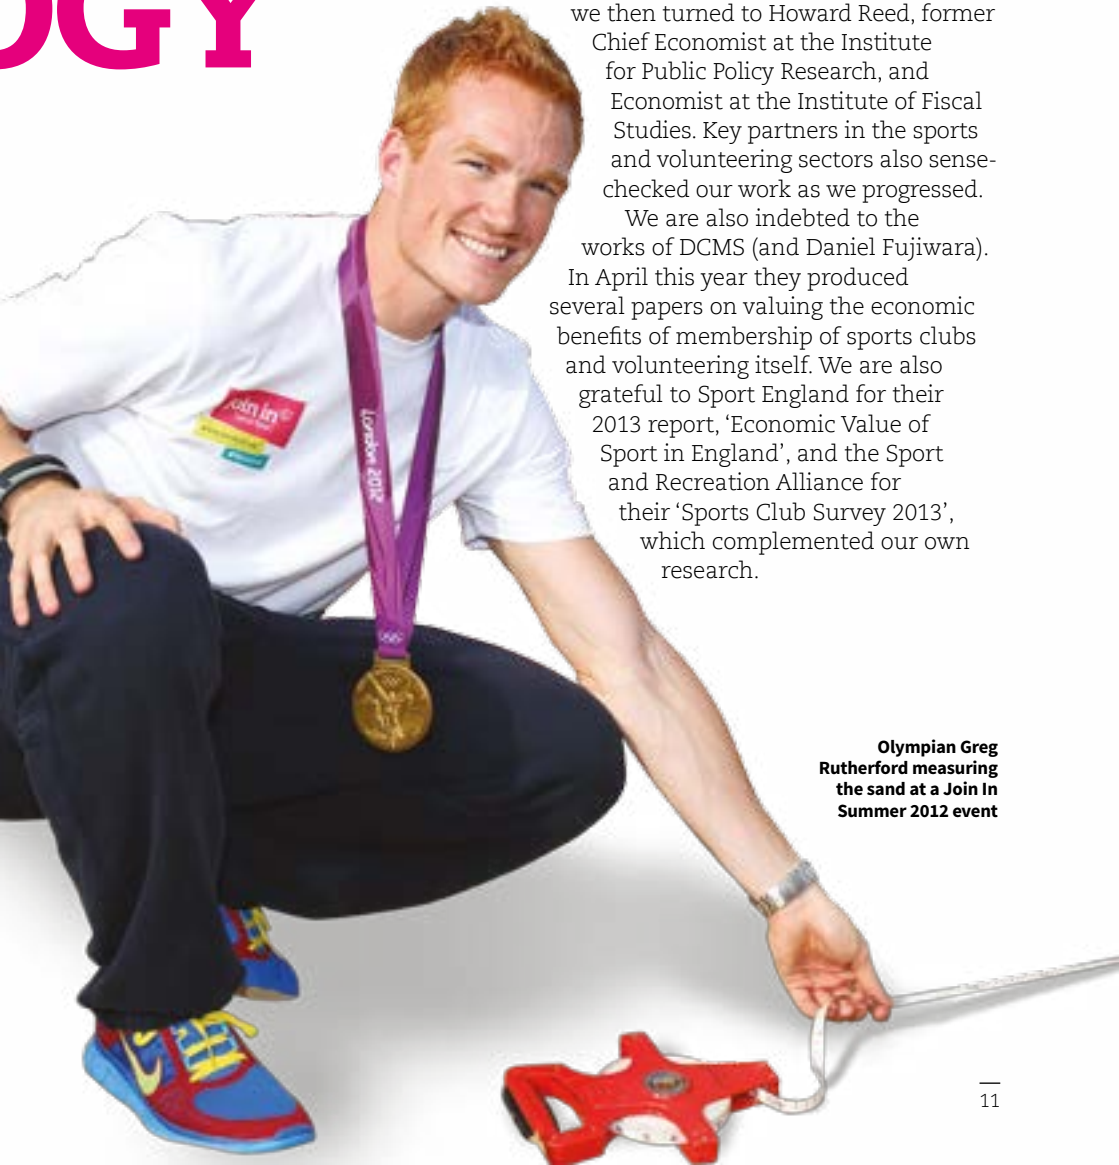 OGY
we then turned to Howard Reed, former
Chief Economist at the Institute
for Public Policy Research, and
Economist at the Institute of Fiscal
Studies. Key partners in the sports
and volunteering sectors also sense-
checked our work as we progressed.
We are also indebted to the
works of DCMS (and Daniel Fujiwara).
In April this year they produced
several papers on valuing the economic
benefits of membership of sports clubs
and volunteering itself. We are also
grateful to Sport England for their
2013 report, ‘Economic Value of
Sport in England’, and the Sport
and Recreation Alliance for
their ‘Sports Club Survey 2013’,
which complemented our own
research.
join in
London 2012
Olympian Greg
Rutherford measuring
the sand at a Join In
Summer 2012 event
11